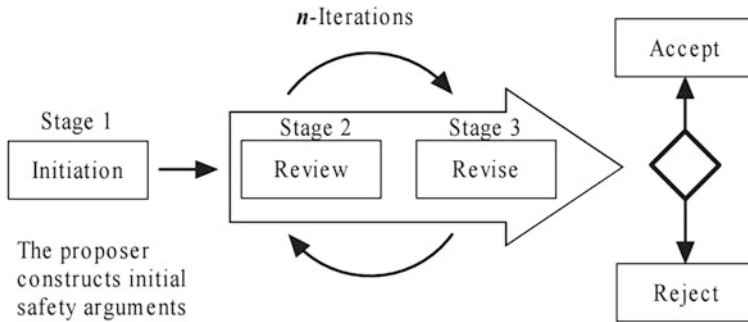 n-Iterations
Accept
Stage 1
Initiation
Stage 2
Review
Stage 3
Revise
The proposer
constructs initial
safety arguments
Reject